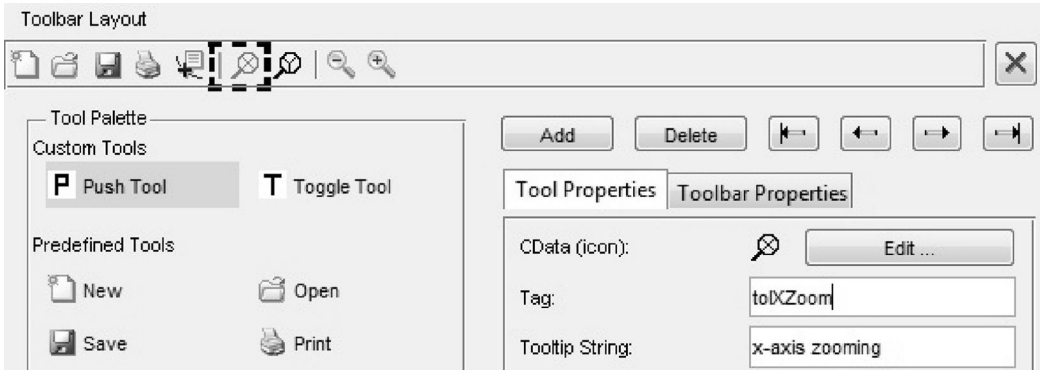 Toolbar Layout
Tool Palette
Custom Tools
P Push Tool
T Toggle Tool
Predefined Tools
New
Open
Save
Print
Add
Delete
Tool Properties
Toolbar Properties
CData (icon):
Edit ...
Tag:
tolXZoom
Tooltip String:
x-axis zooming